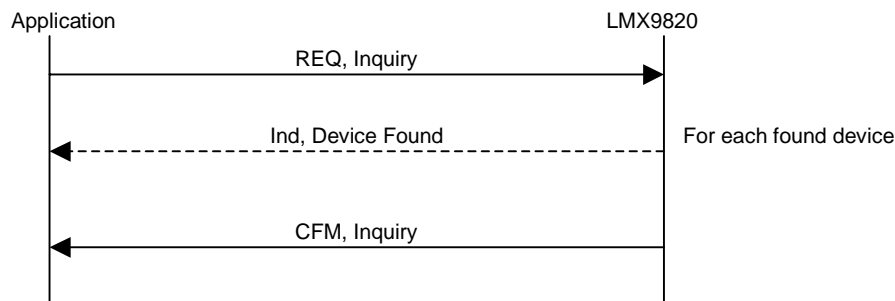 Application
LMX9820
REQ, Inquiry
Ind, Device Found
For each found device
CFM, Inquiry